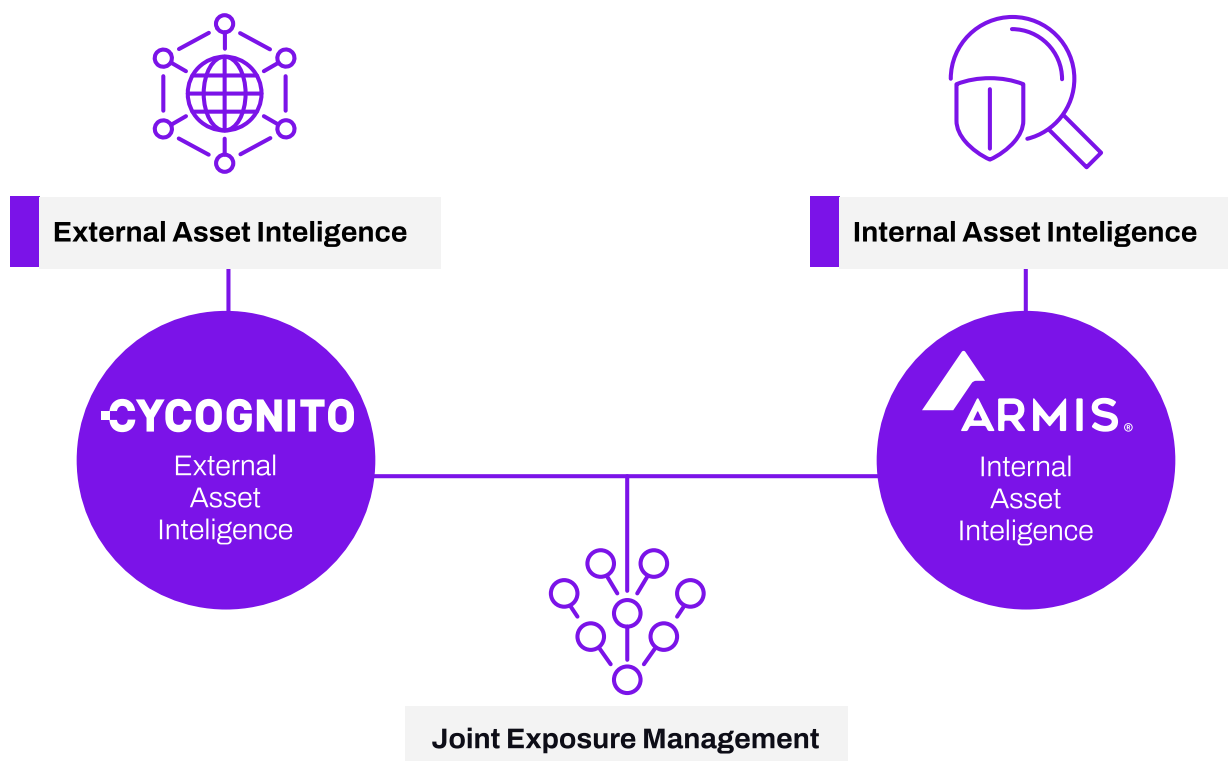 External Asset Inteligence
Internal Asset Inteligence
CYCOGNITO
External
Asset
Inteligence
ARMIS®
Internal
Asset
Inteligence
Joint Exposure Management